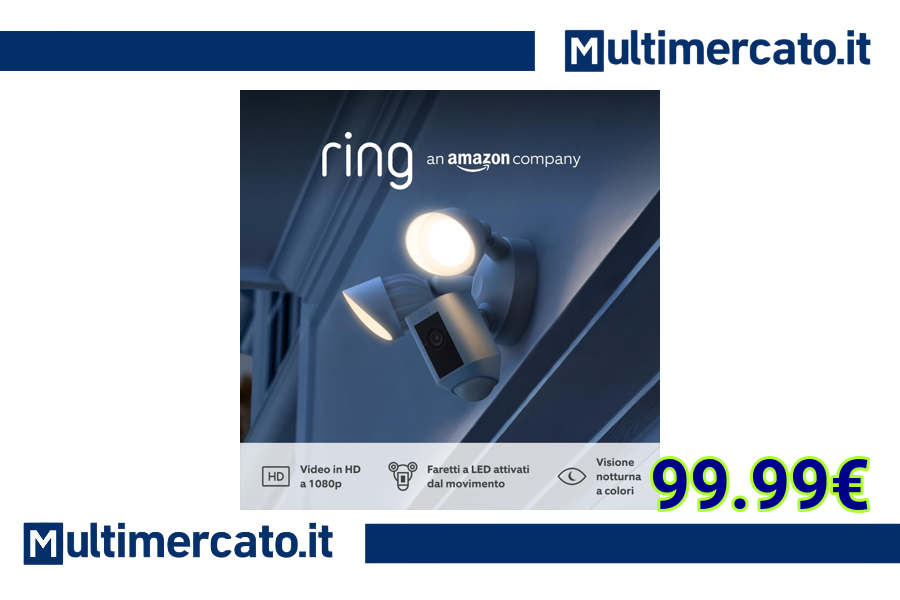 Multimercato.it
ring an amazon company
HD
Video in HD
a 1080p
Faretti a LED attivati
dal movimento
Visione
notturna
a colori
99.99€
Multimercato.it